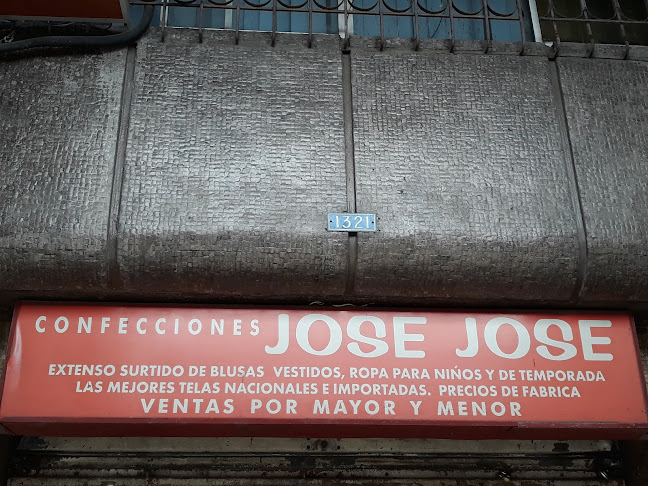 1321
CONFECCIONES JOSE JOSE
EXTENSO SURTIDO DE BLUSAS VESTIDOS, ROPA PARA NIÑOS Y DE TEMPORADA
LAS MEJORES TELAS NACIONALES E IMPORTADAS. PRECIOS DE FABRICA
VENTAS POR MAYOR Y MENOR